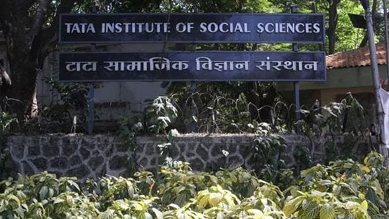 TATA INSTITUTE OF SOCIAL SCIENCES
टाटा सामाजिक विज्ञान संस्थान